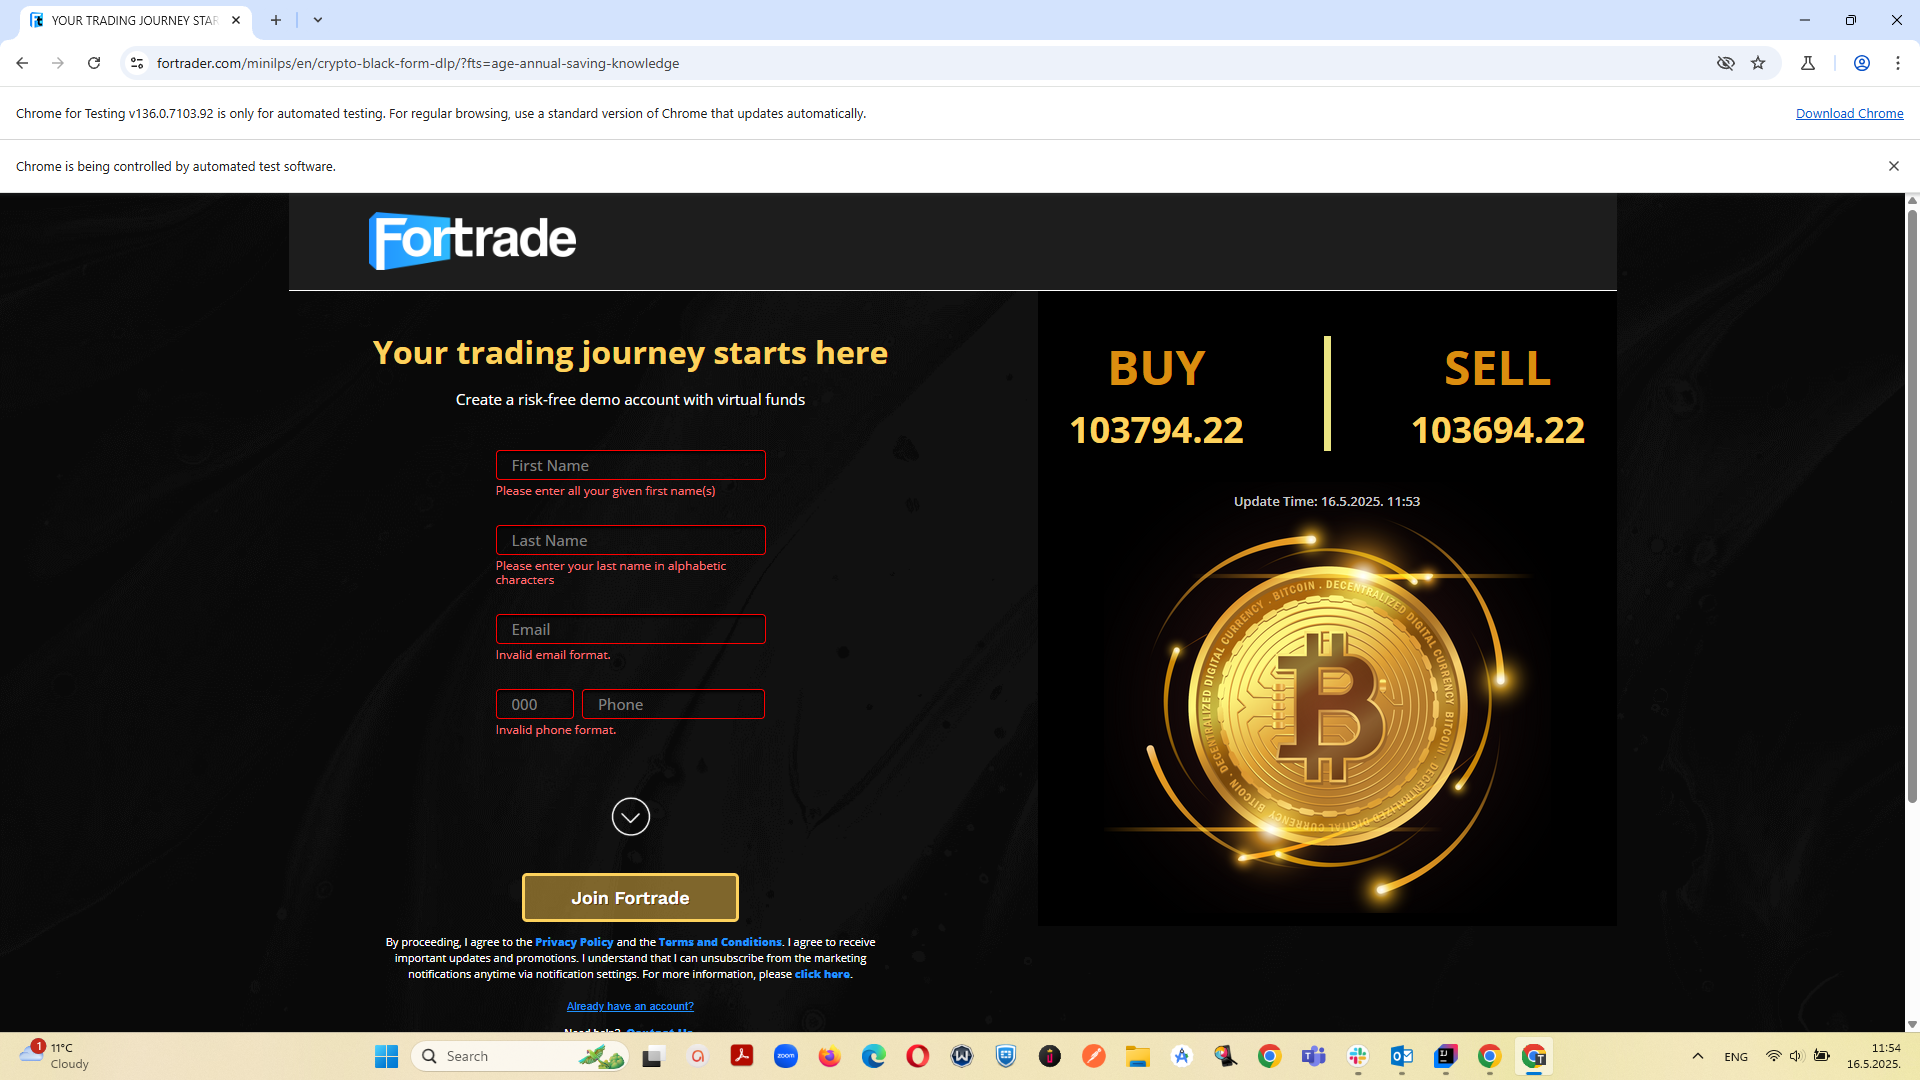 YOUR TRADING JOURNEY STAR
fortrader.com/minilps/en/crypto-black-form-dlp/?fts=age-annual-saving-knowledge
Chrome for Testing v136.0.7103.92 is only for automated testing. For regular browsing, use a standard version of Chrome that updates automatically.
Download Chrome
Chrome is being controlled by automated test software.
Fortrade
Your trading journey starts here
Create a risk-free demo account with virtual funds
First Name
Please enter all your given first name(s)
Last Name
Please enter your last name in alphabetic
characters
Email
Invalid email format.
000 Phone
Invalid phone format.
Join Fortrade
By proceeding, I agree to the Privacy Policy and the Terms and Conditions. I agree to receive
important updates and promotions. I understand that I can unsubscribe from the marketing
notifications anytime via notification settings. For more information, please click here.
Already have an account?
Need help? Contact Us
BUY SELL
103794.22 103694.22
Update Time: 16.5.2025. 11:53
BITCOIN . DECENTRALIZED DIGITAL CURRENCY
BITCOIN . DECENTRALIZED DIGITAL CURRENCY
BITCOIN . DECENTRALIZED DIGITAL CURRENCY .
1
11°C
Cloudy
Search
zoom
ENG
11:54
16.5.2025.